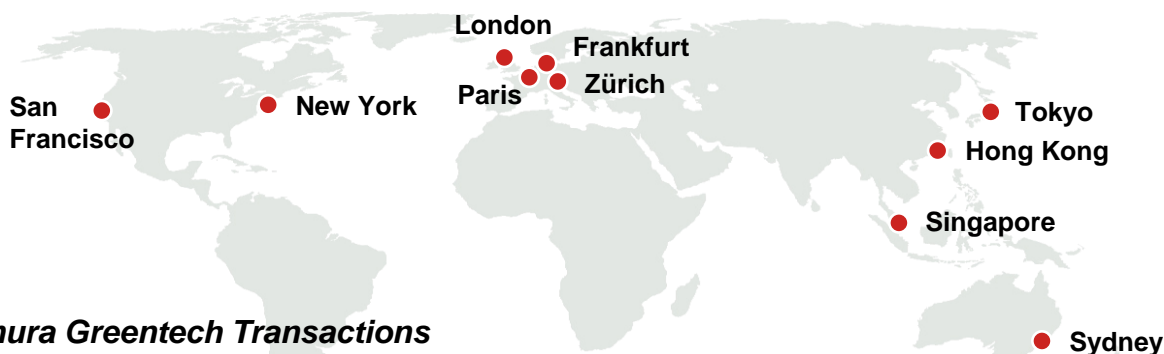 London
Frankfurt
Zürich
Paris
San
Francisco
New York
Tokyo
Hong Kong
Singapore
Greentech Transactions
Sydney